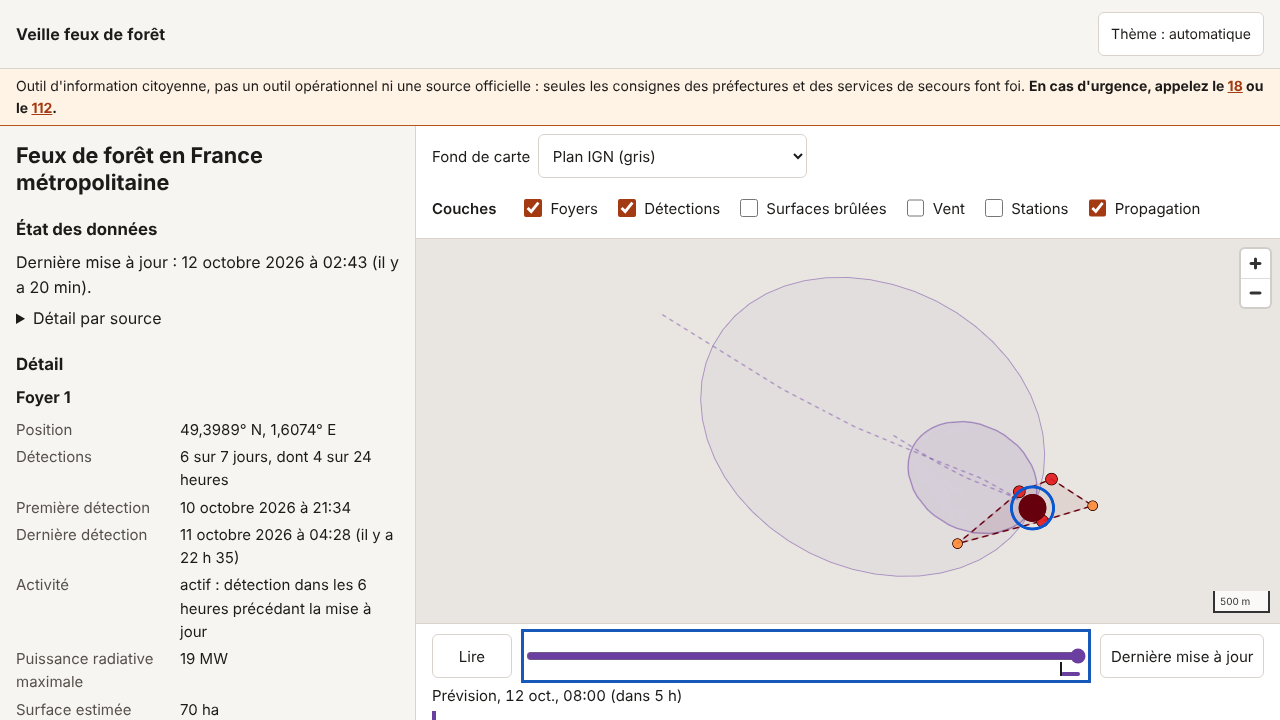 Veille feux de forêt
Thème : automatique
Outil d'information citoyenne, pas un outil opérationnel ni une source officielle : seules les consignes des préfectures et des services de secours font foi. En cas d'urgence, appelez le 18 ou
le 112.
Feux de forêt en France
métropolitaine
État des données
Dernière mise à jour : 12 octobre 2026 à 02:43 (il y
a 20 min).
Détail par source
Détail
Foyer 1
Position 49,3989° N, 1,6074° E
Détections 6 sur 7 jours, dont 4 sur 24
heures
Première détection 10 octobre 2026 à 21:34
Dernière détection 11 octobre 2026 à 04:28 (il y a
22 h 35)
Activité actif : détection dans les 6
heures précédant la mise à
jour
Puissance radiative 19 MW
maximale
Surface estimée 70 ha
Fond de carte Plan IGN (gris)
Couches Foyers Détections Surfaces brûlées Vent Stations Propagation
+
−
500 m
Lire
Dernière mise à jour
Prévision, 12 oct., 08:00 (dans 5 h)